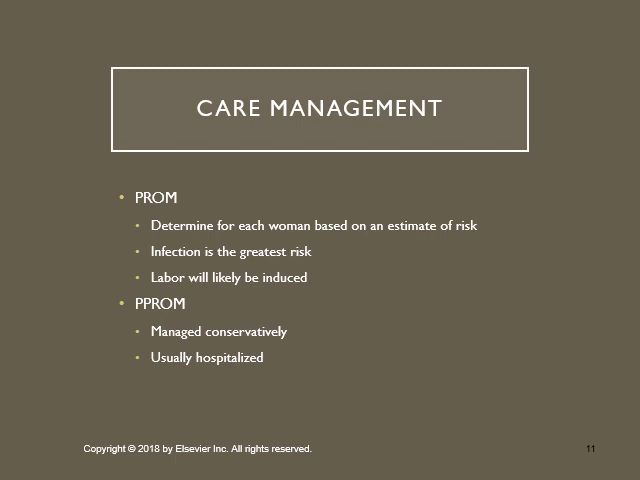 CARE MANAGEMENT
• PROM
• Determine for each woman based on an estimate of risk
• Infection is the greatest risk
• Labor will likely be induced
• PPROM
• Managed conservatively
• Usually hospitalized
Copyright © 2018 by Elsevier Inc. All rights reserved.
11